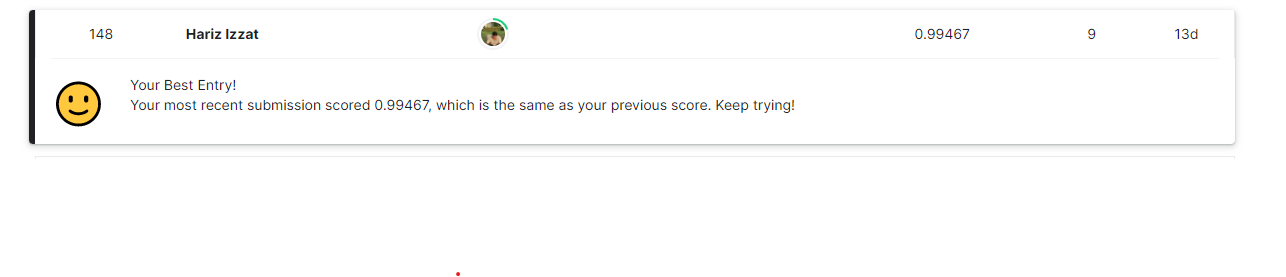 148 Hariz Izzat 0.99467 9 13d
Your Best Entry!
Your most recent submission scored 0.99467, which is the same as your previous score. Keep trying!